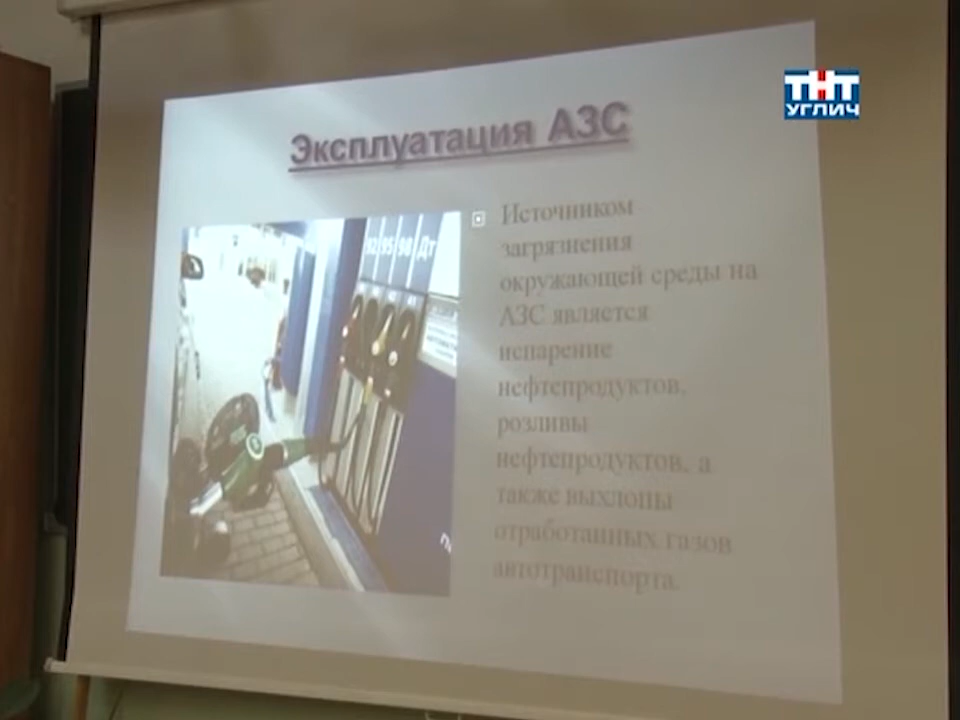 ТНТ
УГЛИЧ
Эксплуатация АЗС
Источником
загрязнения
окружающей среды на
АЗС является
испарение
нефтепродуктов,
розливы
нефтепродуктов, а
также выхлопы
отработанных газов
автотранспорта.
92 95 98 Дт